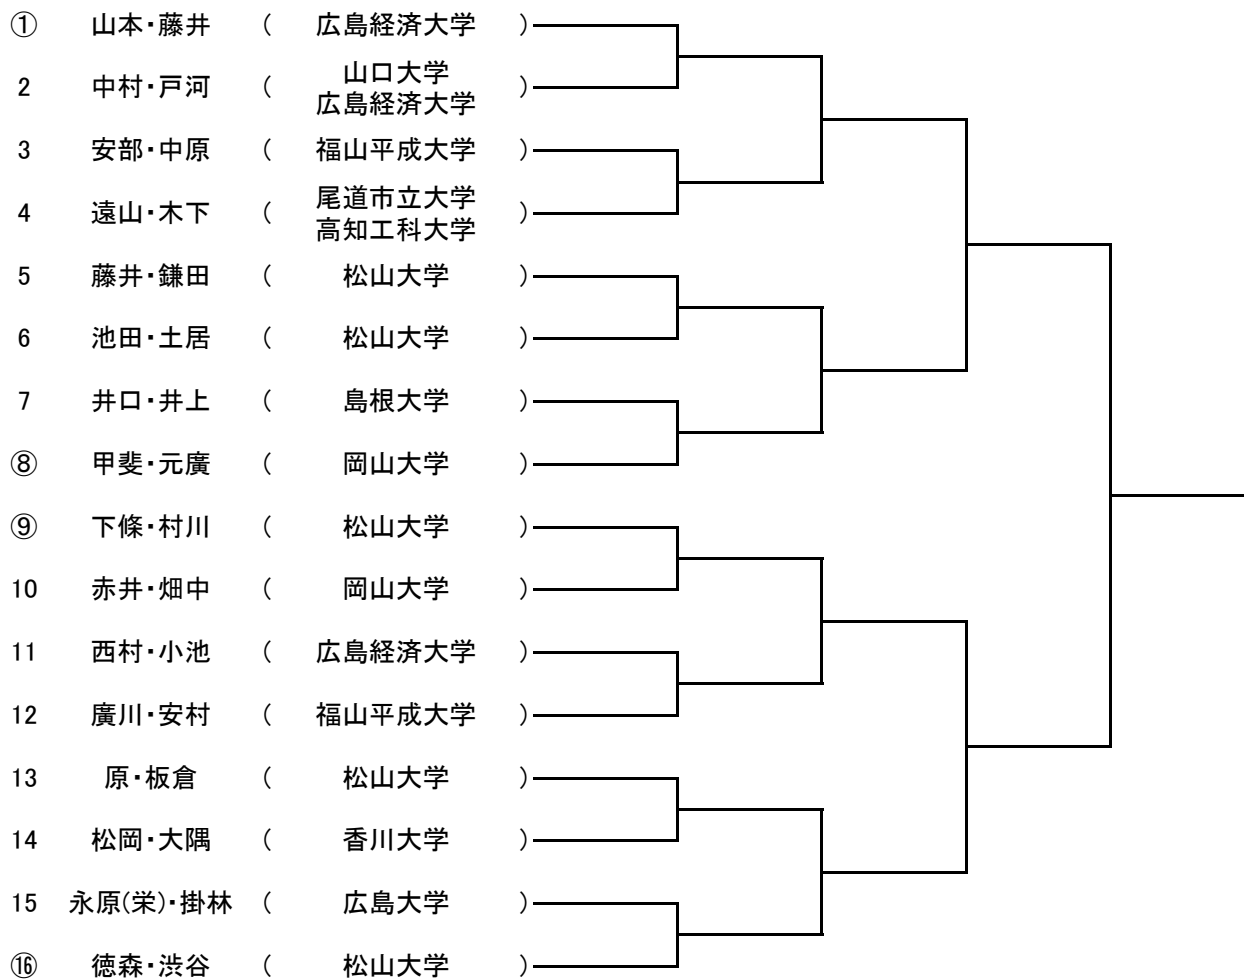 ① 山本・藤井 ( 広島経済大学 )
2 中村・戸河 ( 山口大学
広島経済大学 )
3 安部・中原 ( 福山平成大学 )
4 遠山・木下 ( 尾道市立大学
高知工科大学 )
5 藤井・鎌田 ( 松山大学 )
6 池田・土居 ( 松山大学 )
7 井口・井上 ( 島根大学 )
⑧ 甲斐・元廣 ( 岡山大学 )
⑨ 下條・村川 ( 松山大学 )
10 赤井・畑中 ( 岡山大学 )
11 西村・小池 ( 広島経済大学 )
12 廣川・安村 ( 福山平成大学 )
13 原・板倉 ( 松山大学 )
14 松岡・大隅 ( 香川大学 )
15 永原(栄)・掛林 ( 広島大学 )
⑯ 徳森・渋谷 ( 松山大学 )